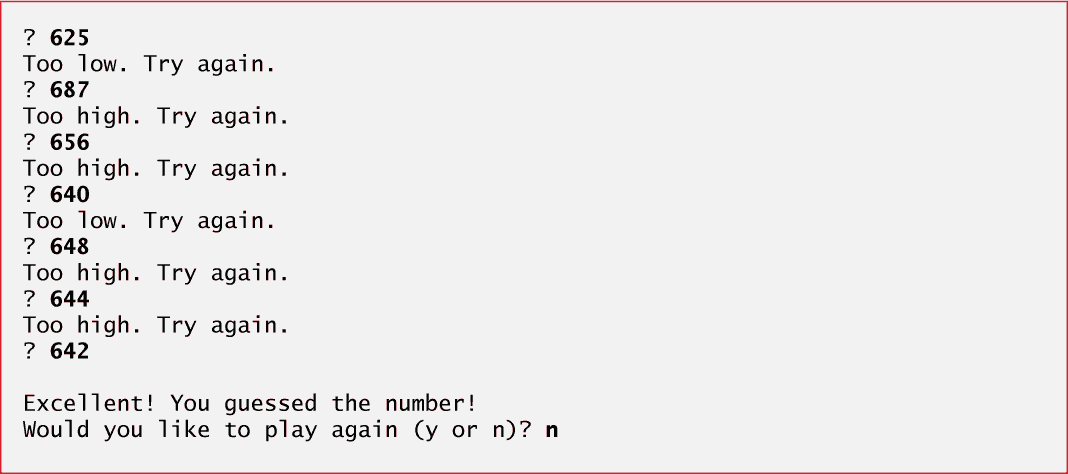 ? 625
Too low. Try again.
? 687
Too high. Try again.
? 656
Too high. Try again.
? 640
Too low. Try again.
? 648
Too high. Try again.
? 644
Too high. Try again.
? 642
Excellent! You guessed the number!
Would you like to play again (y or n)? n